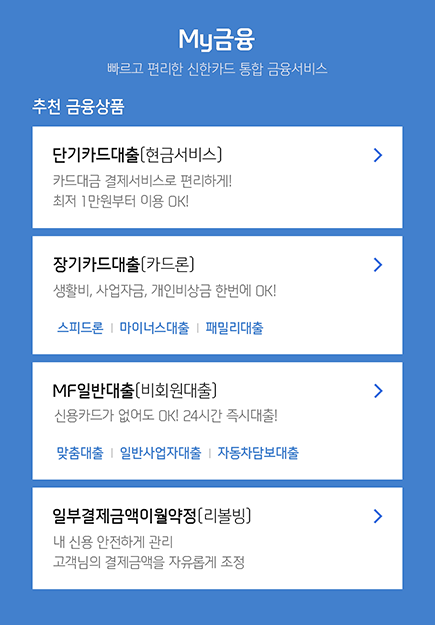 My금융
빠르고 편리한 신한카드 통합 금융서비스
추천 금융상품
단기카드대출(현금서비스)
카드대금 결제서비스로 편리하게!
최저 1만원부터 이용 OK!
장기카드대출(카드론)
생활비, 사업자금, 개인비상금 한번에 OK!
스피드론 | 마이너스대출 | 패밀리대출
MF일반대출(비회원대출)
신용카드가 없어도 OK! 24시간 즉시대출!
맞춤대출 | 일반사업자대출 | 자동차담보대출
일부결제금액이월약정(리볼빙)
내 신용 안전하게 관리
고객님의 결제금액을 자유롭게 조정